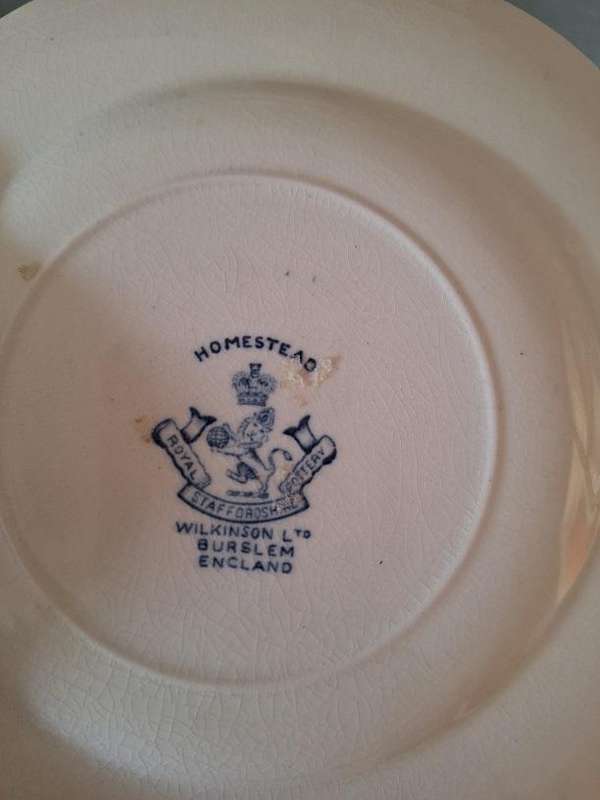 HOMESTEAD
ROYAL STAFFORDSHIRE POTTERY
WILKINSON LTD
BURSLEM
ENGLAND